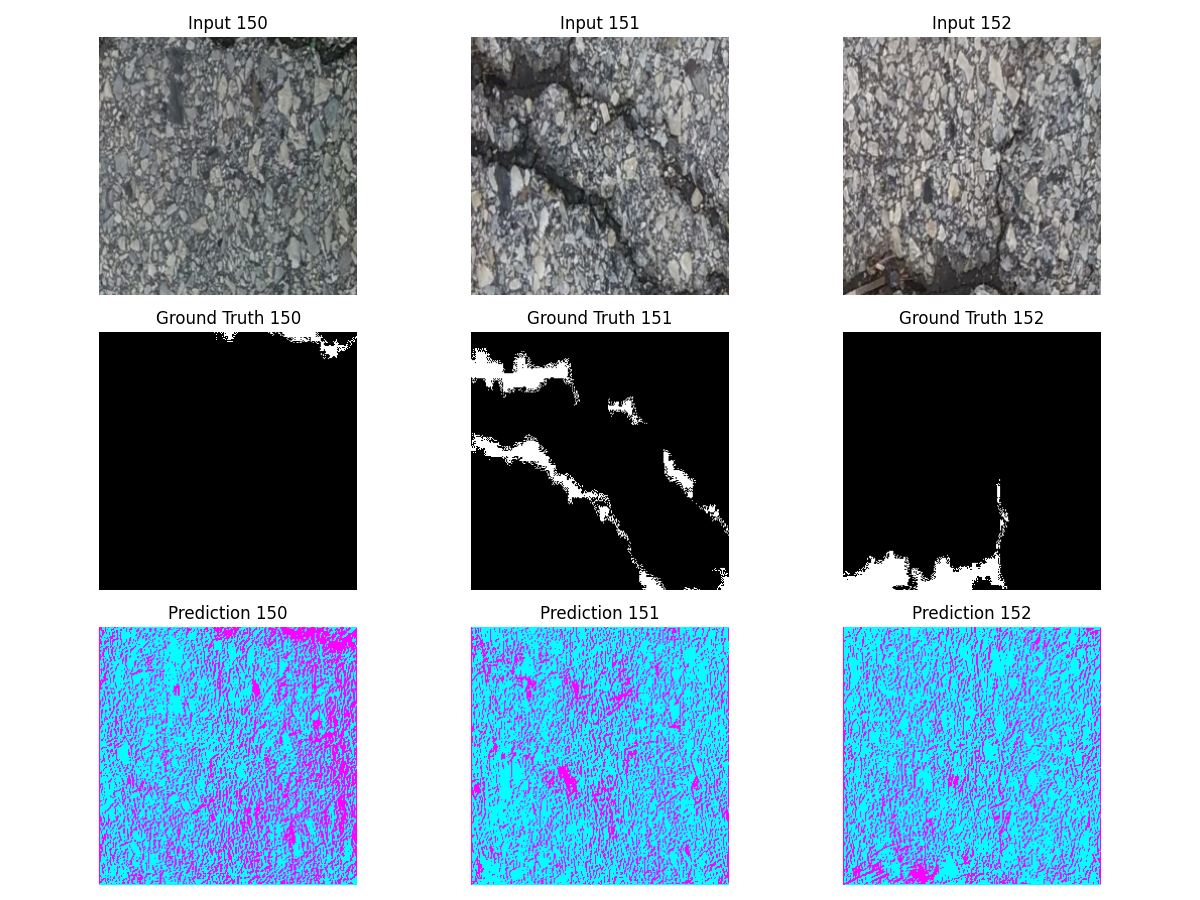 Input 150
Input 151
Input 152
Ground Truth 150
Ground Truth 151
Ground Truth 152
Prediction 150
Prediction 151
Prediction 152